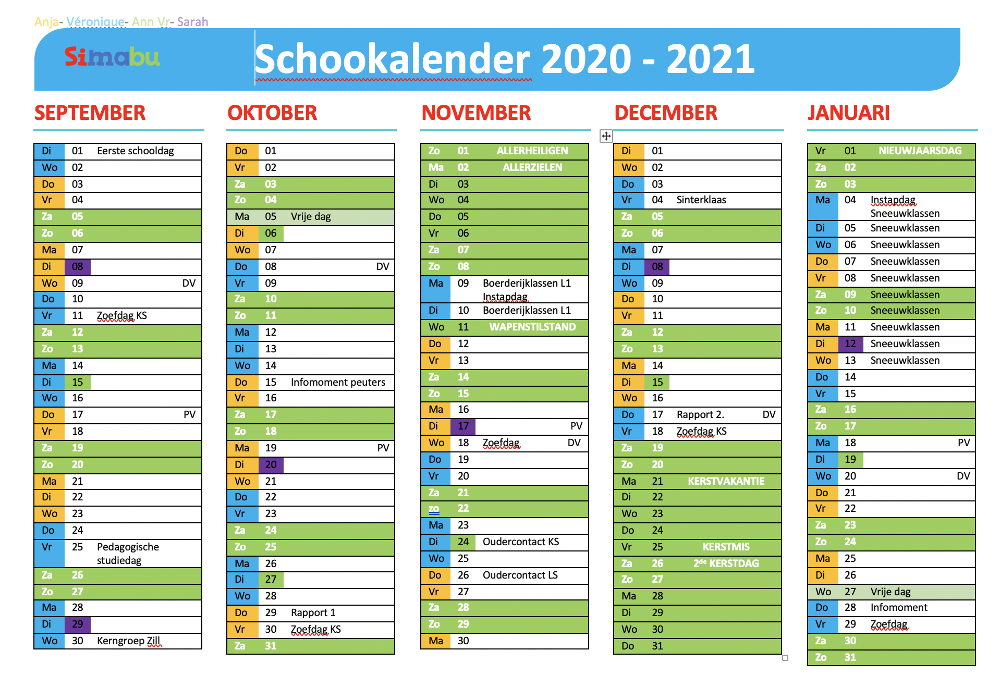 Anja- Véronique- Ann Vr- Sarah
Simabu
Schookalender 2020 - 2021
SEPTEMBER
Di 01 Eerste schooldag
Wo 02
Do 03
Vr 04
Za 05
Zo 06
Ma 07
Di 08
Wo 09 DV
Do 10
Vr 11 Zoefdag KS
Za 12
Zo 13
Ma 14
Di 15
Wo 16
Do 17 PV
Vr 18
Za 19
Zo 20
Ma 21
Di 22
Wo 23
Do 24
Vr 25 Pedagogische
studiedag
Za 26
Zo 27
Ma 28
Di 29
Wo 30 Kerngroep Zill
OKTOBER
Do 01
Vr 02
Za 03
Zo 04
Ma 05 Vrije dag
Di 06
Wo 07
Do 08 DV
Vr 09
Za 10
Zo 11
Ma 12
Di 13
Wo 14
Do 15 Infomoment peuters
Vr 16
Za 17
Zo 18
Ma 19 PV
Di 20
Wo 21
Do 22
Vr 23
Za 24
Zo 25
Ma 26
Di 27
Wo 28
Do 29 Rapport 1
Vr 30 Zoefdag KS
Za 31
NOVEMBER
Zo 01 ALLERHEILIGEN
Ma 02 ALLERZIELEN
Di 03
Wo 04
Do 05
Vr 06
Za 07
Zo 08
Ma 09 Boerderijklassen L1
Instapdag
Di 10 Boerderijklassen L1
Wo 11 WAPENSTILSTAND
Do 12
Vr 13
Za 14
Zo 15
Ma 16
Di 17 PV
Wo 18 Zoefdag DV
Do 19
Vr 20
Za 21
zo 22
Ma 23
Di 24 Oudercontact KS
Wo 25
Do 26 Oudercontact LS
Vr 27
Za 28
Zo 29
Ma 30
DECEMBER
Di 01
Wo 02
Do 03
Vr 04 Sinterklaas
Za 05
Zo 06
Ma 07
Di 08
Wo 09
Do 10
Vr 11
Za 12
Zo 13
Ma 14
Di 15
Wo 16
Do 17 Rapport 2. DV
Vr 18 Zoefdag KS
Za 19
Zo 20
Ma 21 KERSTVAKANTIE
Di 22
Wo 23
Do 24
Vr 25 KERSTMIS
Za 26 2de KERSTDAG
Zo 27
Ma 28
Di 29
Wo 30
Do 31
JANUARI
Vr 01 NIEUWJAARSDAG
Za 02
Zo 03
Ma 04 Instapdag
Sneeuwklassen
Di 05 Sneeuwklassen
Wo 06 Sneeuwklassen
Do 07 Sneeuwklassen
Vr 08 Sneeuwklassen
Za 09 Sneeuwklassen
Zo 10 Sneeuwklassen
Ma 11 Sneeuwklassen
Di 12 Sneeuwklassen
Wo 13 Sneeuwklassen
Do 14
Vr 15
Za 16
Zo 17
Ma 18 PV
Di 19
Wo 20 DV
Do 21
Vr 22
Za 23
Zo 24
Ma 25
Di 26
Wo 27 Vrije dag
Do 28 Infomoment
Vr 29 Zoefdag
Za 30
Zo 31